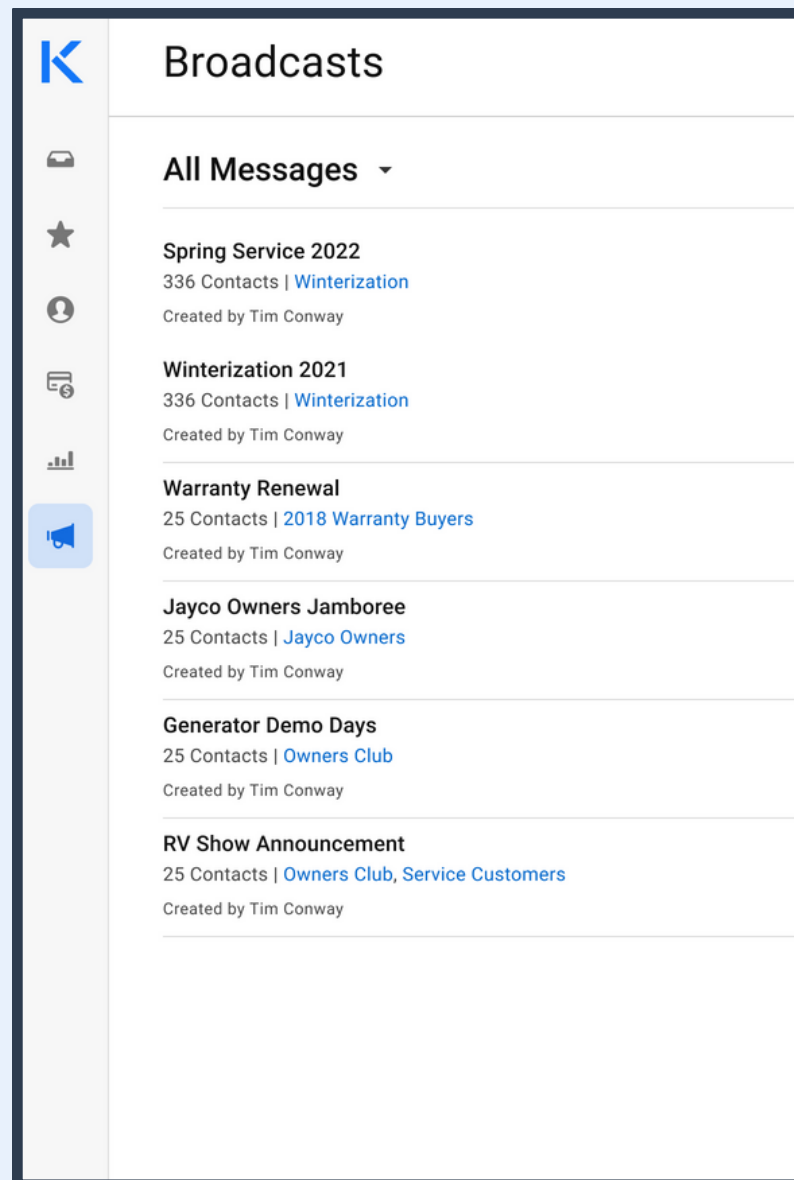 K
Broadcasts
All Messages
Spring Service 2022
336 Contacts | Winterization
Created by Tim Conway
Winterization 2021
336 Contacts | Winterization
Created by Tim Conway
Warranty Renewal
25 Contacts | 2018 Warranty Buyers
Created by Tim Conway
Jayco Owners Jamboree
25 Contacts | Jayco Owners
Created by Tim Conway
Generator Demo Days
25 Contacts | Owners Club
Created by Tim Conway
RV Show Announcement
25 Contacts | Owners Club, Service Customers
Created by Tim Conway